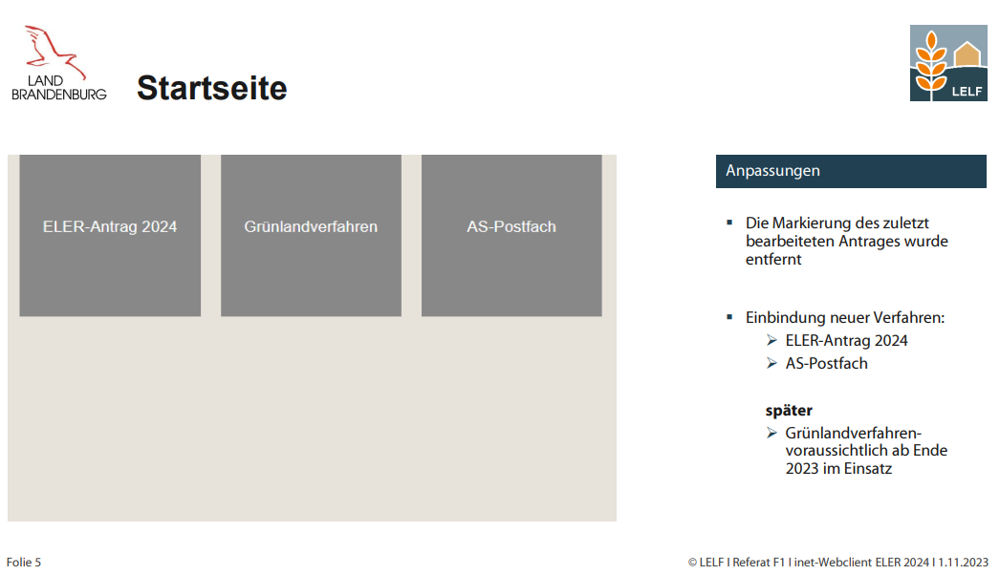 LAND
BRANDENBURG
Startseite
LELF
ELER-Antrag 2024
Grünlandverfahren
AS-Postfach
Anpassungen
▪ Die Markierung des zuletzt
bearbeiteten Antrages wurde
entfernt
▪ Einbindung neuer Verfahren:
➢ ELER-Antrag 2024
➢ AS-Postfach
später
➢ Grünlandverfahren-
voraussichtlich ab Ende
2023 im Einsatz
Folie 5
© LELF I Referat F1 I inet-Webclient ELER 2024 I 1.11.2023